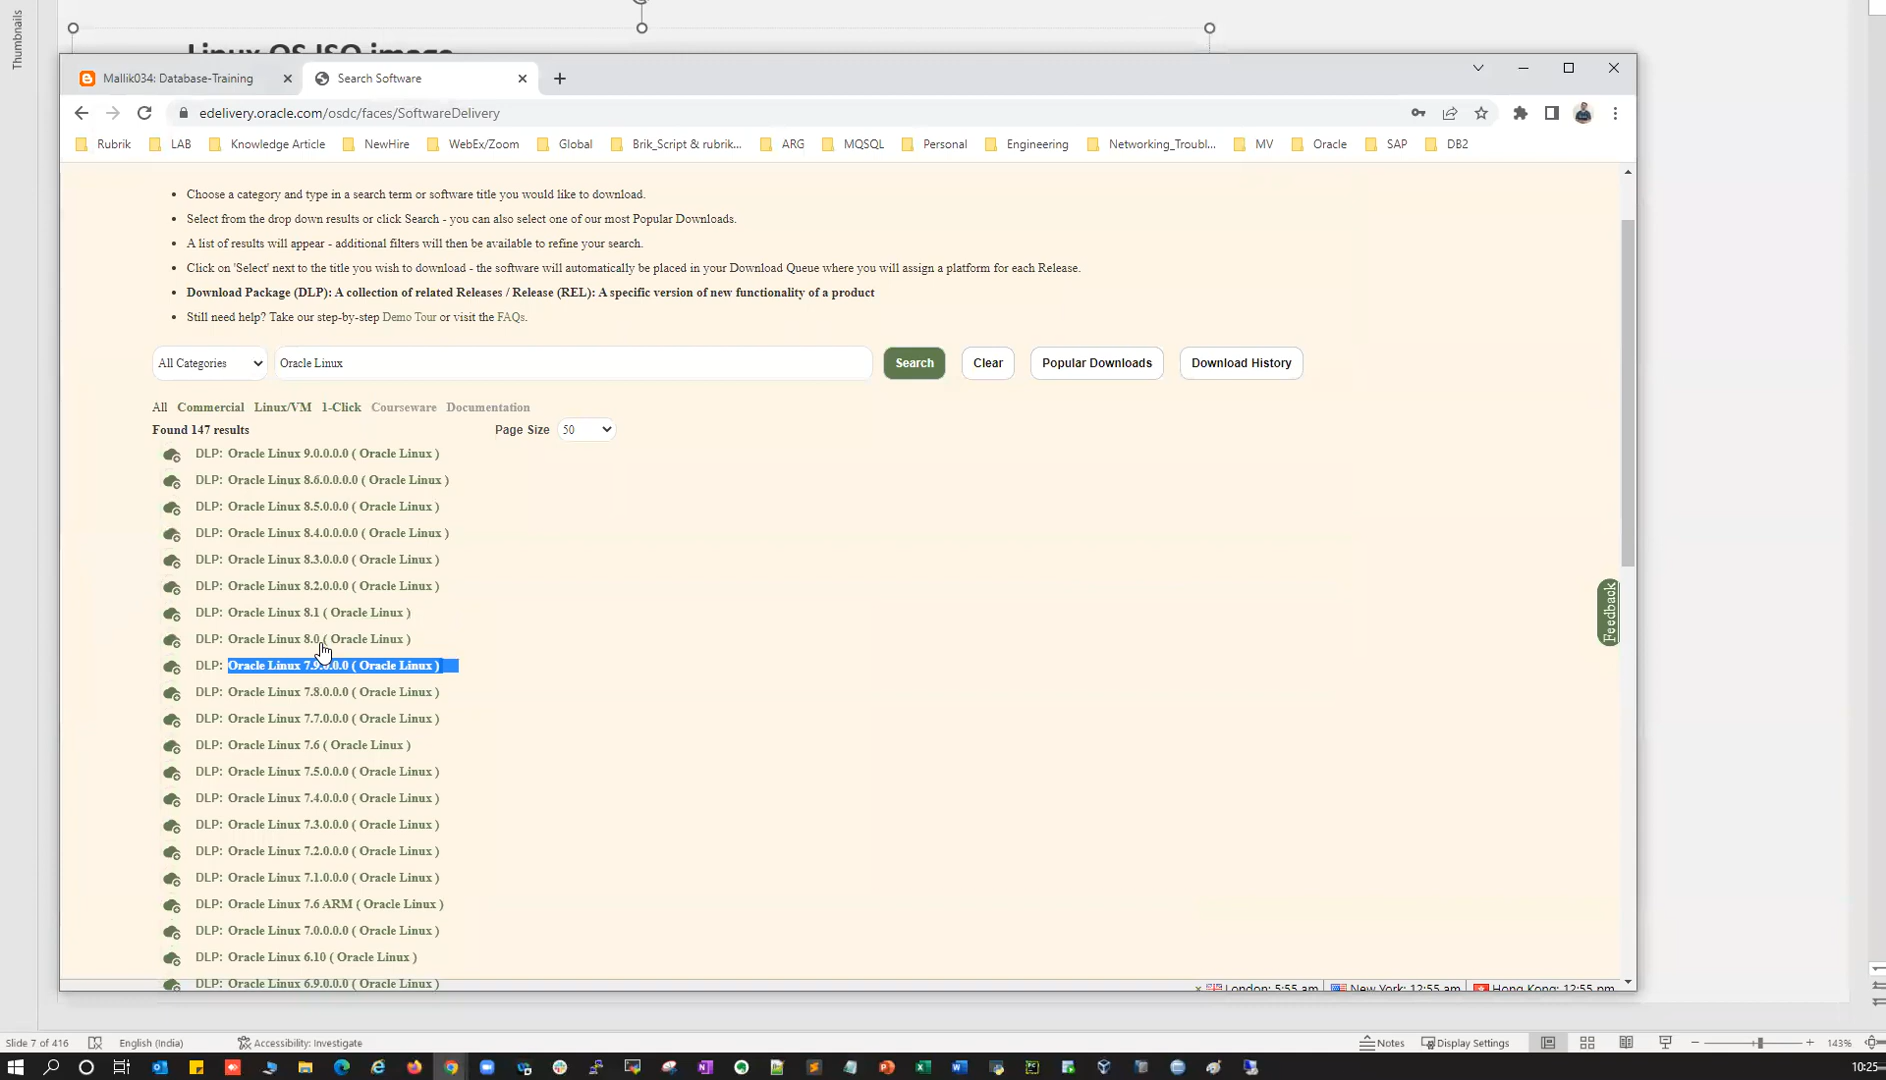 Thumbnails
Linux OS ISO image
Mallik034: Database-Training
Search Software
edelivery.oracle.com/osdc/faces/SoftwareDelivery
Rubrik LAB Knowledge Article NewHire WebEx/Zoom Global Brik_Script & rubrik... ARG MQSQL Personal Engineering Networking_Troubl... MV Oracle SAP DB2
• Choose a category and type in a search term or software title you would like to download.
• Select from the drop down results or click Search - you can also select one of our most Popular Downloads.
• A list of results will appear - additional filters will then be available to refine your search.
• Click on 'Select' next to the title you wish to download - the software will automatically be placed in your Download Queue where you will assign a platform for each Release.
• Download Package (DLP): A collection of related Releases / Release (REL): A specific version of new functionality of a product
• Still need help? Take our step-by-step Demo Tour or visit the FAQs.
All Categories Oracle Linux Search Clear Popular Downloads Download History
All Commercial Linux/VM 1-Click Courseware Documentation
Found 147 results Page Size 50
DLP: Oracle Linux 9.0.0.0.0 ( Oracle Linux )
DLP: Oracle Linux 8.6.0.0.0.0 ( Oracle Linux )
DLP: Oracle Linux 8.5.0.0.0 ( Oracle Linux )
DLP: Oracle Linux 8.4.0.0.0.0 ( Oracle Linux )
DLP: Oracle Linux 8.3.0.0.0 ( Oracle Linux )
DLP: Oracle Linux 8.2.0.0.0 ( Oracle Linux )
DLP: Oracle Linux 8.1 ( Oracle Linux )
DLP: Oracle Linux 8.0 ( Oracle Linux )
DLP: Oracle Linux 7.9.0.0.0 ( Oracle Linux )
DLP: Oracle Linux 7.8.0.0.0 ( Oracle Linux )
DLP: Oracle Linux 7.7.0.0.0 ( Oracle Linux )
DLP: Oracle Linux 7.6 ( Oracle Linux )
DLP: Oracle Linux 7.5.0.0.0 ( Oracle Linux )
DLP: Oracle Linux 7.4.0.0.0 ( Oracle Linux )
DLP: Oracle Linux 7.3.0.0.0 ( Oracle Linux )
DLP: Oracle Linux 7.2.0.0.0 ( Oracle Linux )
DLP: Oracle Linux 7.1.0.0.0 ( Oracle Linux )
DLP: Oracle Linux 7.6 ARM ( Oracle Linux )
DLP: Oracle Linux 7.0.0.0.0 ( Oracle Linux )
DLP: Oracle Linux 6.10 ( Oracle Linux )
DLP: Oracle Linux 6.9.0.0.0 ( Oracle Linux )
Feedback
London: 5:55 am New York: 12:55 am Hong Kong: 12:55 pm
Slide 7 of 416 English (India) Accessibility: Investigate Notes Display Settings 143%
10:25